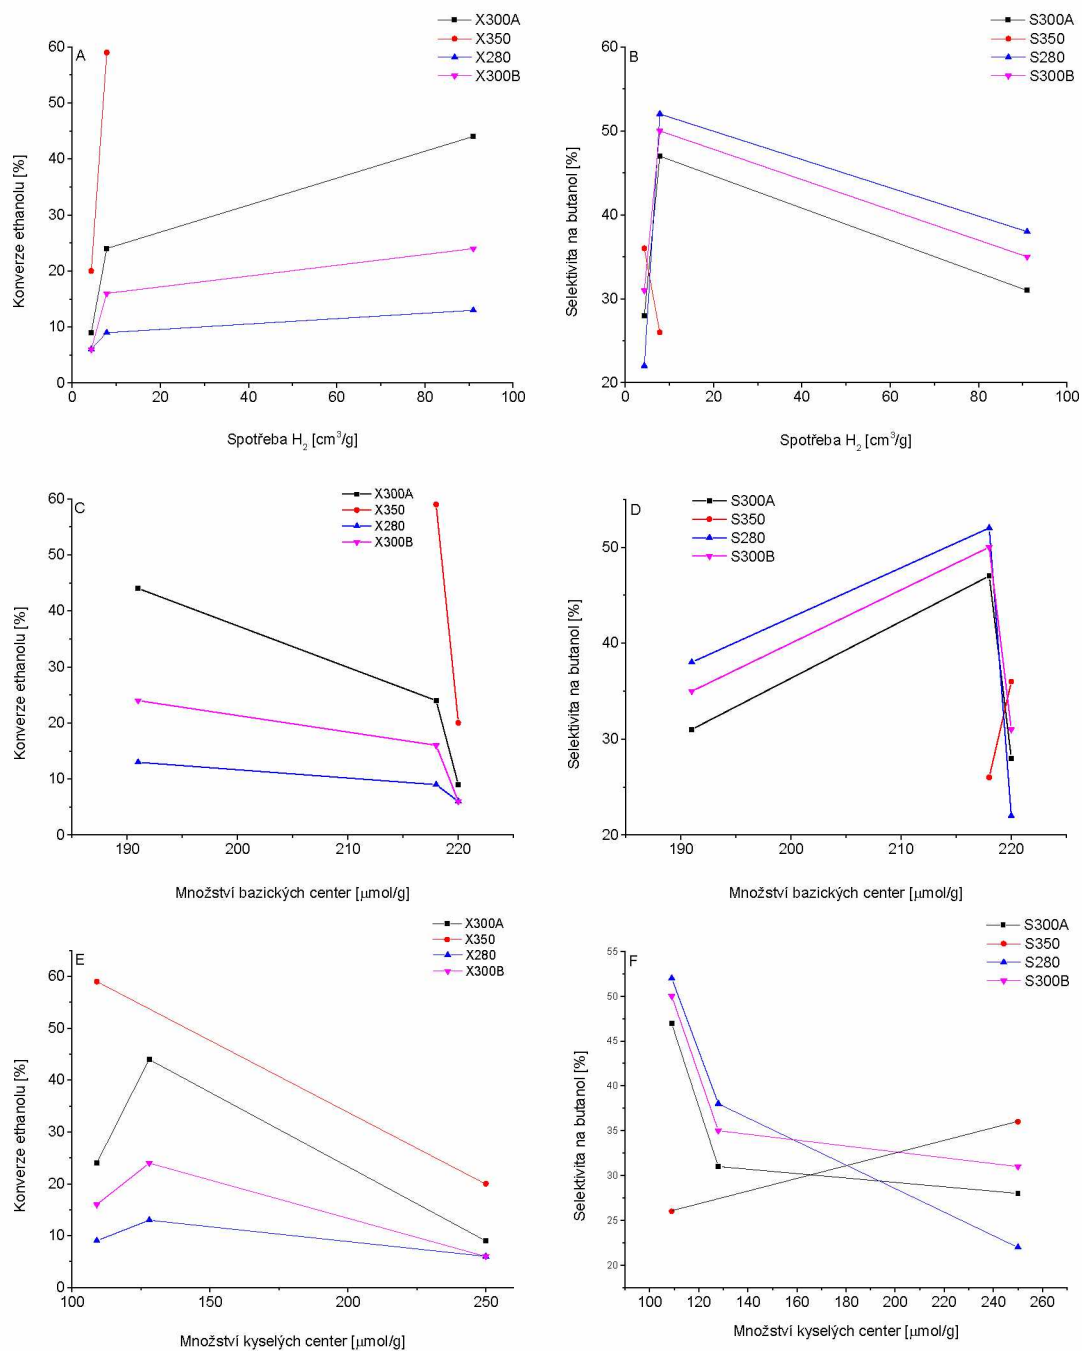 X300A
X350
X280
X300B
A
60
50
40
30
20
10
0
0 20 40 60 80 100
Konverze ethanolu [%]
Spotřeba H₂ [cm³/g]
S300A
S350
S280
S300B
B
60
50
40
30
20
0 20 40 60 80 100
Selektivita na butanol [%]
Spotřeba H₂ [cm³/g]
X300A
X350
X280
X300B
C
60
50
40
30
20
10
0
190 200 210 220
Konverze ethanolu [%]
Množství bazických center [μmol/g]
S300A
S350
S280
S300B
D
50
40
30
20
190 200 210 220
Selektivita na butanol [%]
Množství bazických center [μmol/g]
X300A
X350
X280
X300B
E
60
50
40
30
20
10
0
100 150 200 250
Konverze ethanolu [%]
Množství kyselých center [μmol/g]
S300A
S350
S280
S300B
F
55
50
45
40
35
30
25
20
100 120 140 160 180 200 220 240 260
Selektivita na butanol [%]
Množství kyselých center [μmol/g]